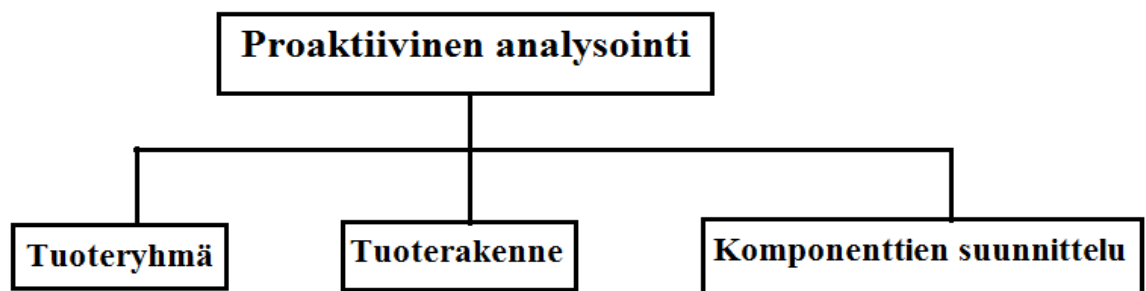 Proaktiivinen analysointi
Tuoteryhmä
Tuoterakenne
Komponenttien suunnittelu